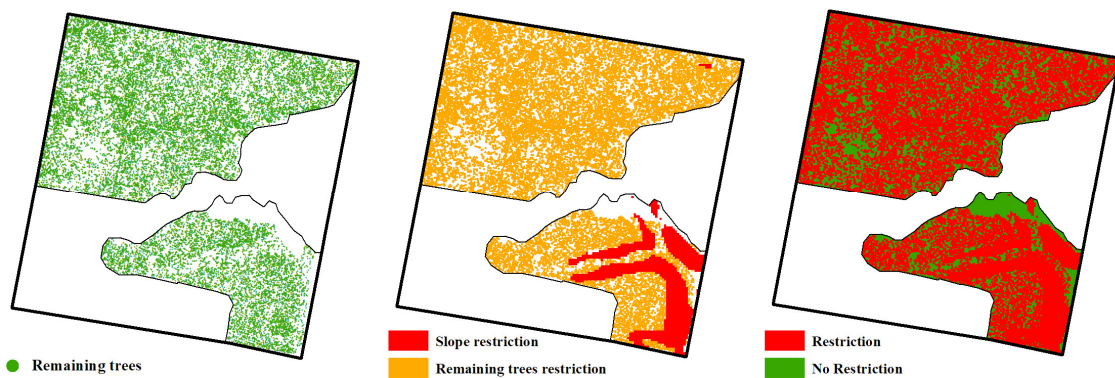 Remaining trees
Slope restriction
Remaining trees restriction
Restriction
No Restriction